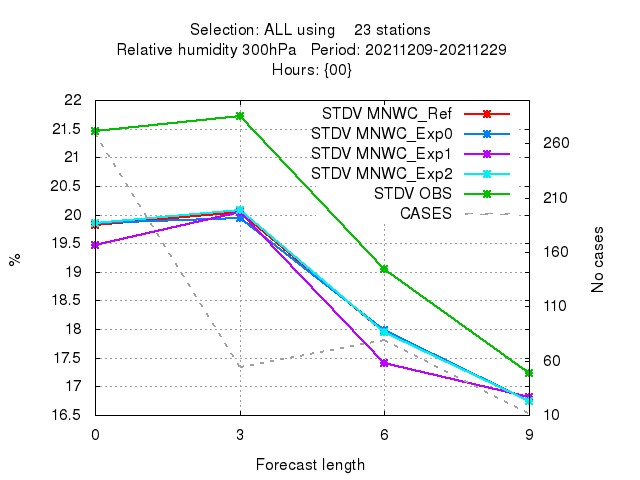 Selection: ALL using    23 stations
Relative humidity 300hPa   Period: 20211209-20211229
Hours: {00}
STDV MNWC_Ref
STDV MNWC_Exp0
STDV MNWC_Exp1
STDV MNWC_Exp2
STDV OBS
CASES
22
21.5
21
20.5
20
19.5
19
18.5
18
17.5
17
16.5
%
260
210
160
110
60
10
No cases
0
3
6
9
Forecast length